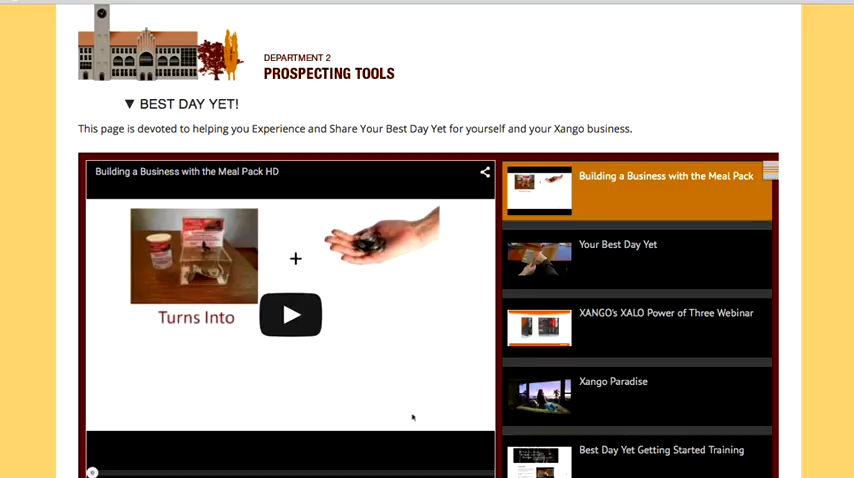 DEPARTMENT 2
PROSPECTING TOOLS
▼ BEST DAY YET!
This page is devoted to helping you Experience and Share Your Best Day Yet for yourself and your Xango business.
Building a Business with the Meal Pack HD
+
Turns Into
Building a Business with the Meal Pack
Your Best Day Yet
XANGO's XALO Power of Three Webinar
Xango Paradise
Best Day Yet Getting Started Training